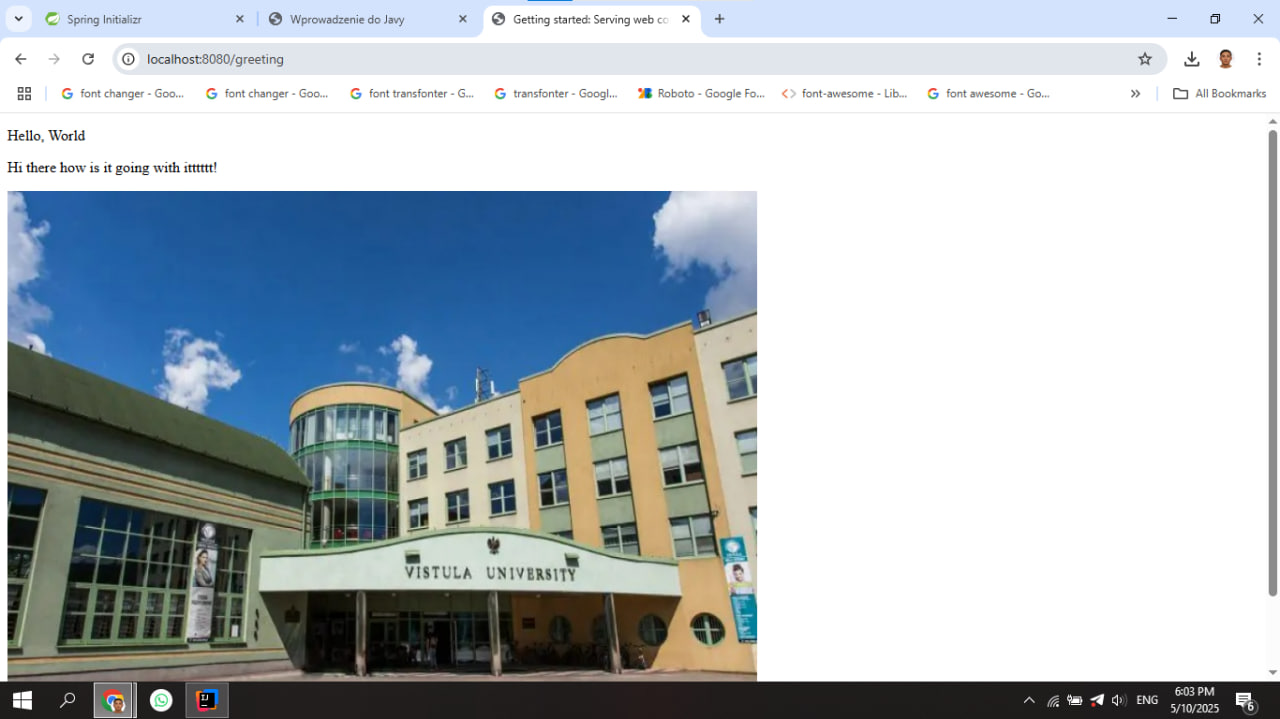 Spring Initializr
Wprowadzenie do Javy
Getting started: Serving web co
localhost:8080/greeting
font changer - Goo...
font changer - Goo...
font transfonter - G...
transfonter - Googl...
Roboto - Google Fo...
font-awesome - Lib...
font awesome - Go...
All Bookmarks
Hello, World
Hi there how is it going with itttttt!
VISTULA UNIVERSITY
ENG
6:03 PM
5/10/2025
6